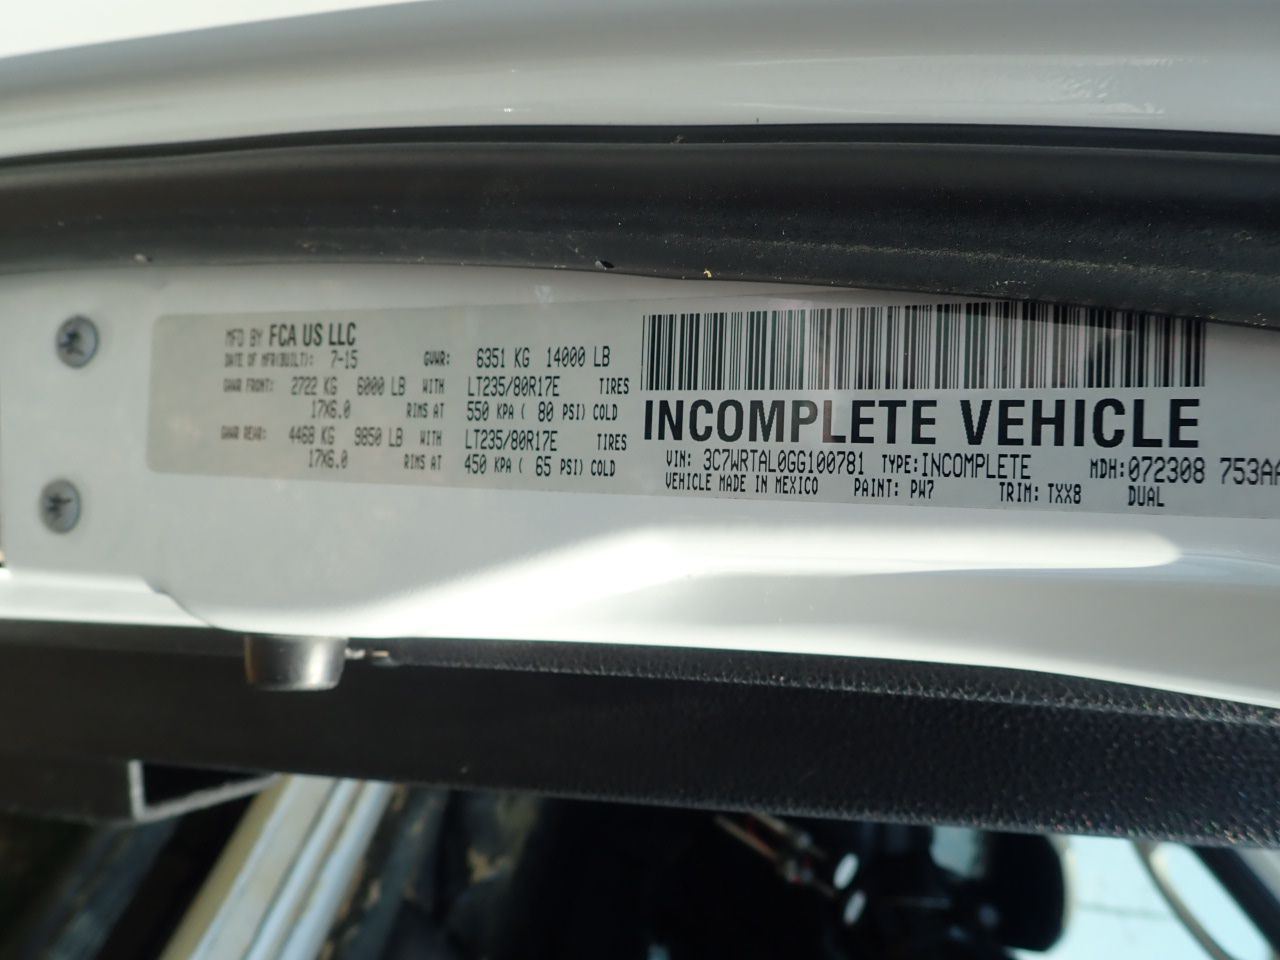 MFD BY FCA US LLC
DATE OF MFR(BUILT): 7-15 GVWR: 6351 KG 14000 LB
GAWR FRONT: 2722 KG 6000 LB WITH LT235/80R17E TIRES
17X6.0 RIMS AT 550 KPA ( 80 PSI) COLD
GAWR REAR: 4468 KG 9850 LB WITH LT235/80R17E TIRES
17X6.0 RIMS AT 450 KPA ( 65 PSI) COLD
INCOMPLETE VEHICLE
VIN: 3C7WRTAL0GG100781 TYPE:INCOMPLETE MDH:072308 753AA
VEHICLE MADE IN MEXICO PAINT: PW7 TRIM: TXX8 DUAL